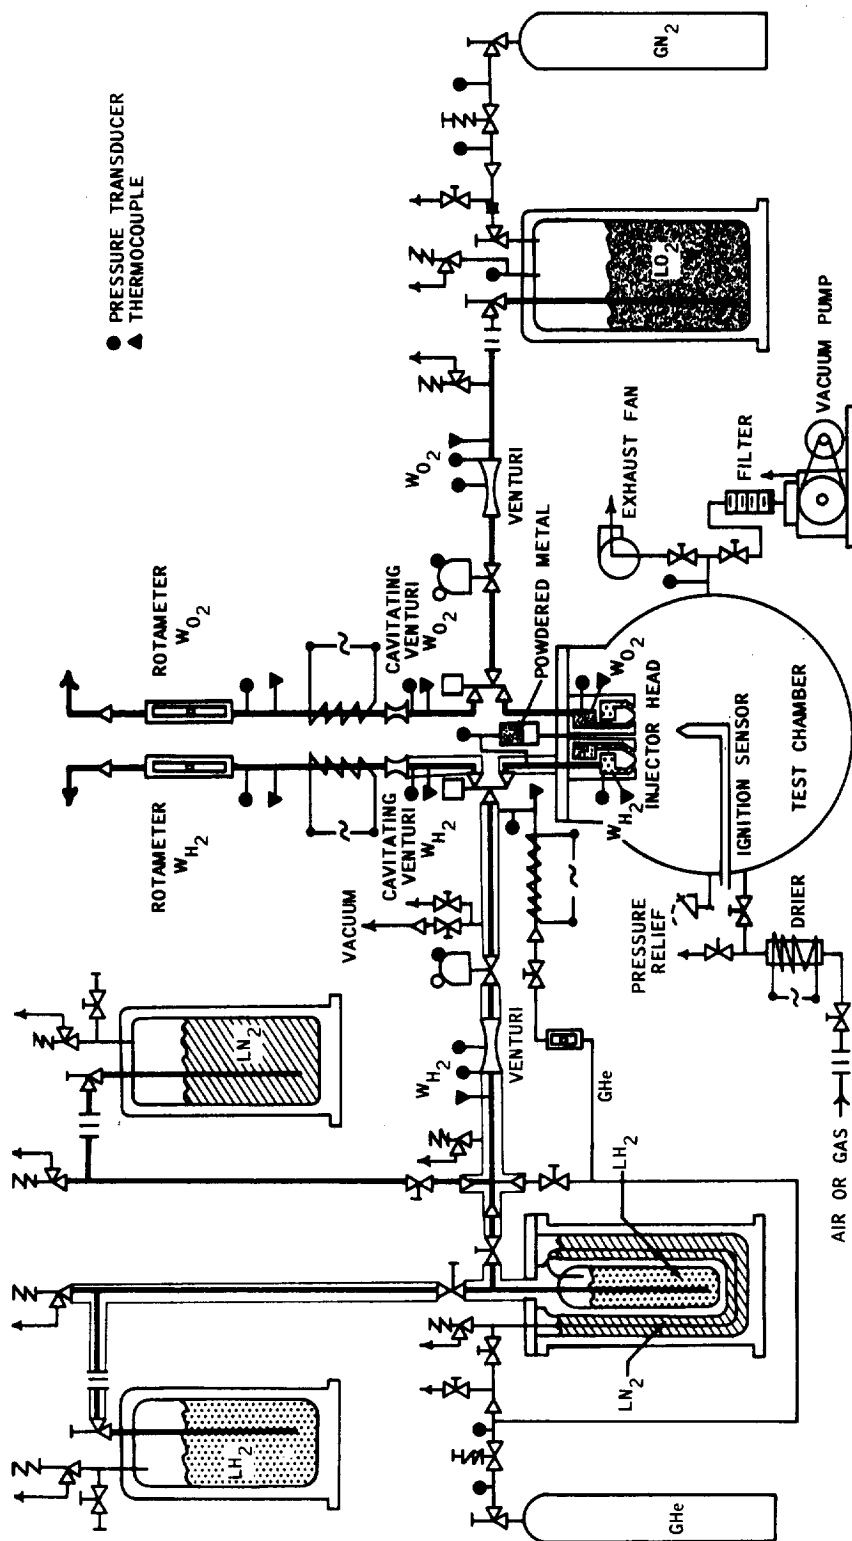 ● PRESSURE TRANSDUCER
▲ THERMOCOUPLE
GN2
LO2
WO2
VENTURI
EXHAUST FAN
FILTER
VACUUM PUMP
ROTAMETER
WO2
CAVITATING
VENTURI
WO2
POWDERED METAL
WO2
INJECTOR HEAD
WH2
IGNITION SENSOR
TEST CHAMBER
ROTAMETER
WH2
CAVITATING
VENTURI
WH2
VACUUM
PRESSURE
RELIEF
DRIER
AIR OR GAS
LN2
WH2
VENTURI
GHe
LH2
LN2
LH2
GHe